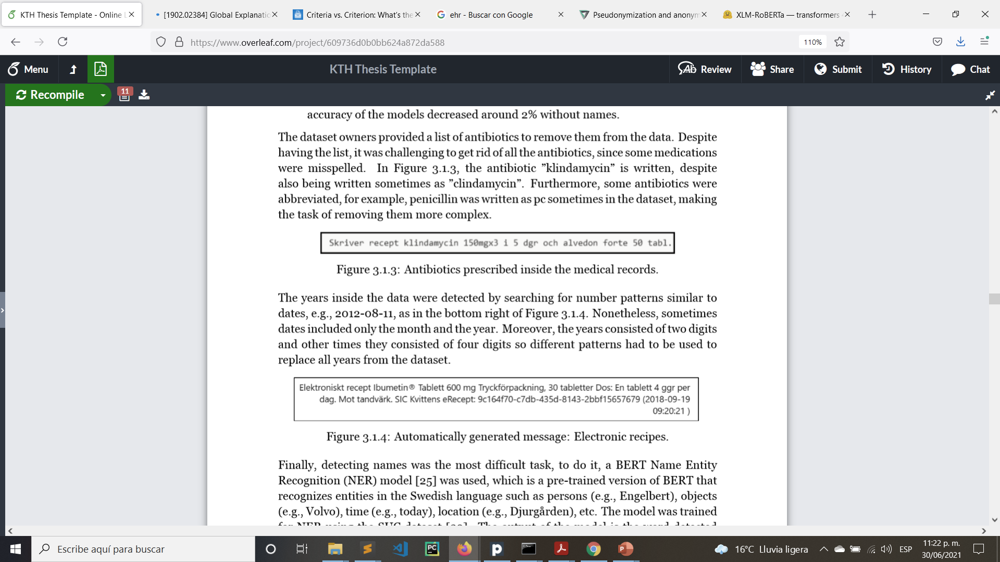 KTH Thesis Template - Online L
[1902.02384] Global Explanatio
Criteria vs. Criterion: What's the
ehr - Buscar con Google
Pseudonymization and anonym
XLM-RoBERTa — transformers
https://www.overleaf.com/project/609736d0b0bb624a872da588
110%
Menu
KTH Thesis Template
Review
Share
Submit
History
Chat
Recompile
11
accuracy of the models decreased around 2% without names.
The dataset owners provided a list of antibiotics to remove them from the data. Despite
having the list, it was challenging to get rid of all the antibiotics, since some medications
were misspelled. In Figure 3.1.3, the antibiotic ”klindamycin” is written, despite
also being written sometimes as ”clindamycin”. Furthermore, some antibiotics were
abbreviated, for example, penicillin was written as pc sometimes in the dataset, making
the task of removing them more complex.
Skriver recept klindamycin 150mgx3 i 5 dgr och alvedon forte 50 tabl.
Figure 3.1.3: Antibiotics prescribed inside the medical records.
The years inside the data were detected by searching for number patterns similar to
dates, e.g., 2012-08-11, as in the bottom right of Figure 3.1.4. Nonetheless, sometimes
dates included only the month and the year. Moreover, the years consisted of two digits
and other times they consisted of four digits so different patterns had to be used to
replace all years from the dataset.
Elektroniskt recept Ibumetin® Tablett 600 mg Tryckförpackning, 30 tabletter Dos: En tablett 4 ggr per
dag. Mot tandvärk. SIC Kvittens eRecept: 9c164f70-c7db-435d-8143-2bbf15657679 (2018-09-19
09:20:21 )
Figure 3.1.4: Automatically generated message: Electronic recipes.
Finally, detecting names was the most difficult task, to do it, a BERT Name Entity
Recognition (NER) model [25] was used, which is a pre-trained version of BERT that
recognizes entities in the Swedish language such as persons (e.g., Engelbert), objects
(e.g., Volvo), time (e.g., today), location (e.g., Djurgården), etc. The model was trained
Escribe aquí para buscar
16°C Lluvia ligera
ESP
11:22 p. m.
30/06/2021